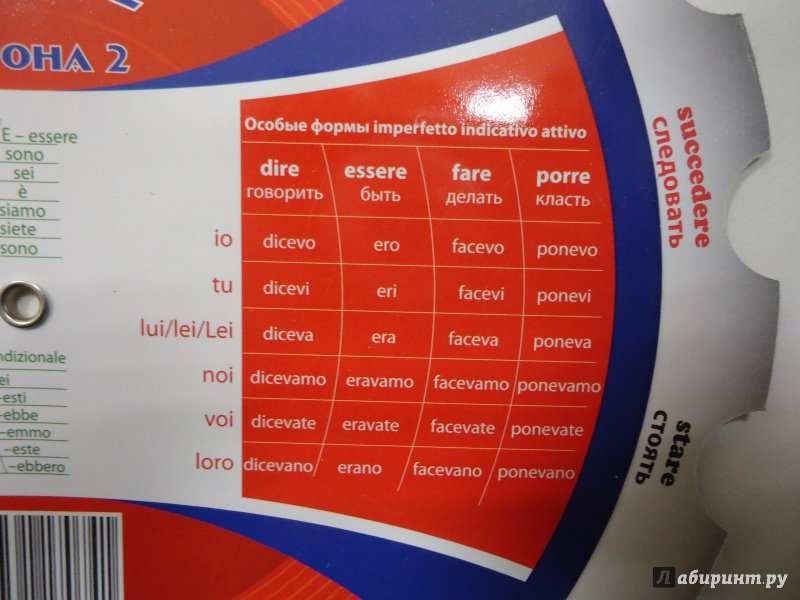 ОНА 2
E – essere
sono
sei
è
siamo
siete
sono
Особые формы imperfetto indicativo attivo
dire essere fare porre
говорить быть делать класть
io dicevo ero facevo ponevo
tu dicevi eri facevi ponevi
lui/lei/Lei diceva era faceva poneva
noi dicevamo eravamo facevamo ponevamo
voi dicevate eravate facevate ponevate
loro dicevano erano facevano ponevano
ndizionale
ei
–esti
–ebbe
–emmo
–este
–ebbero
succedere
следовать
stare
стоять
Лабиринт.ру